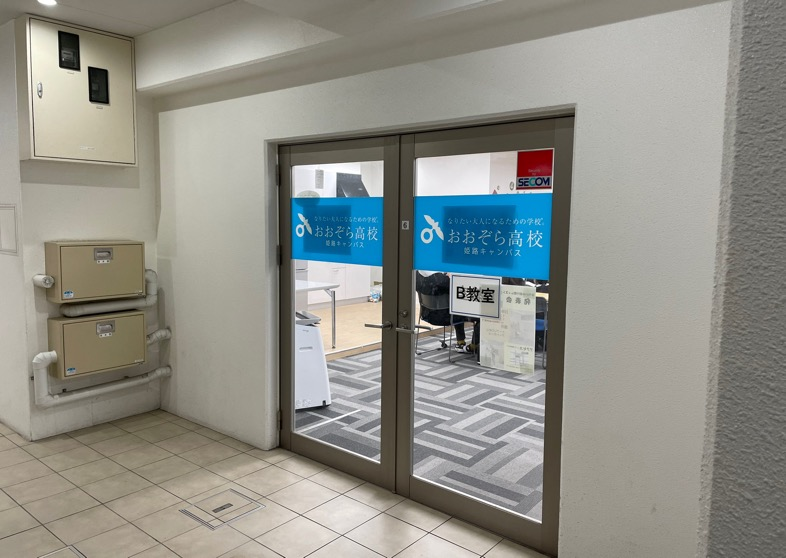 なりたい大人になるための学校。
おおぞら高校
姫路キャンパス
なりたい大人になるための学校。
おおぞら高校
姫路キャンパス
SECOM
B教室